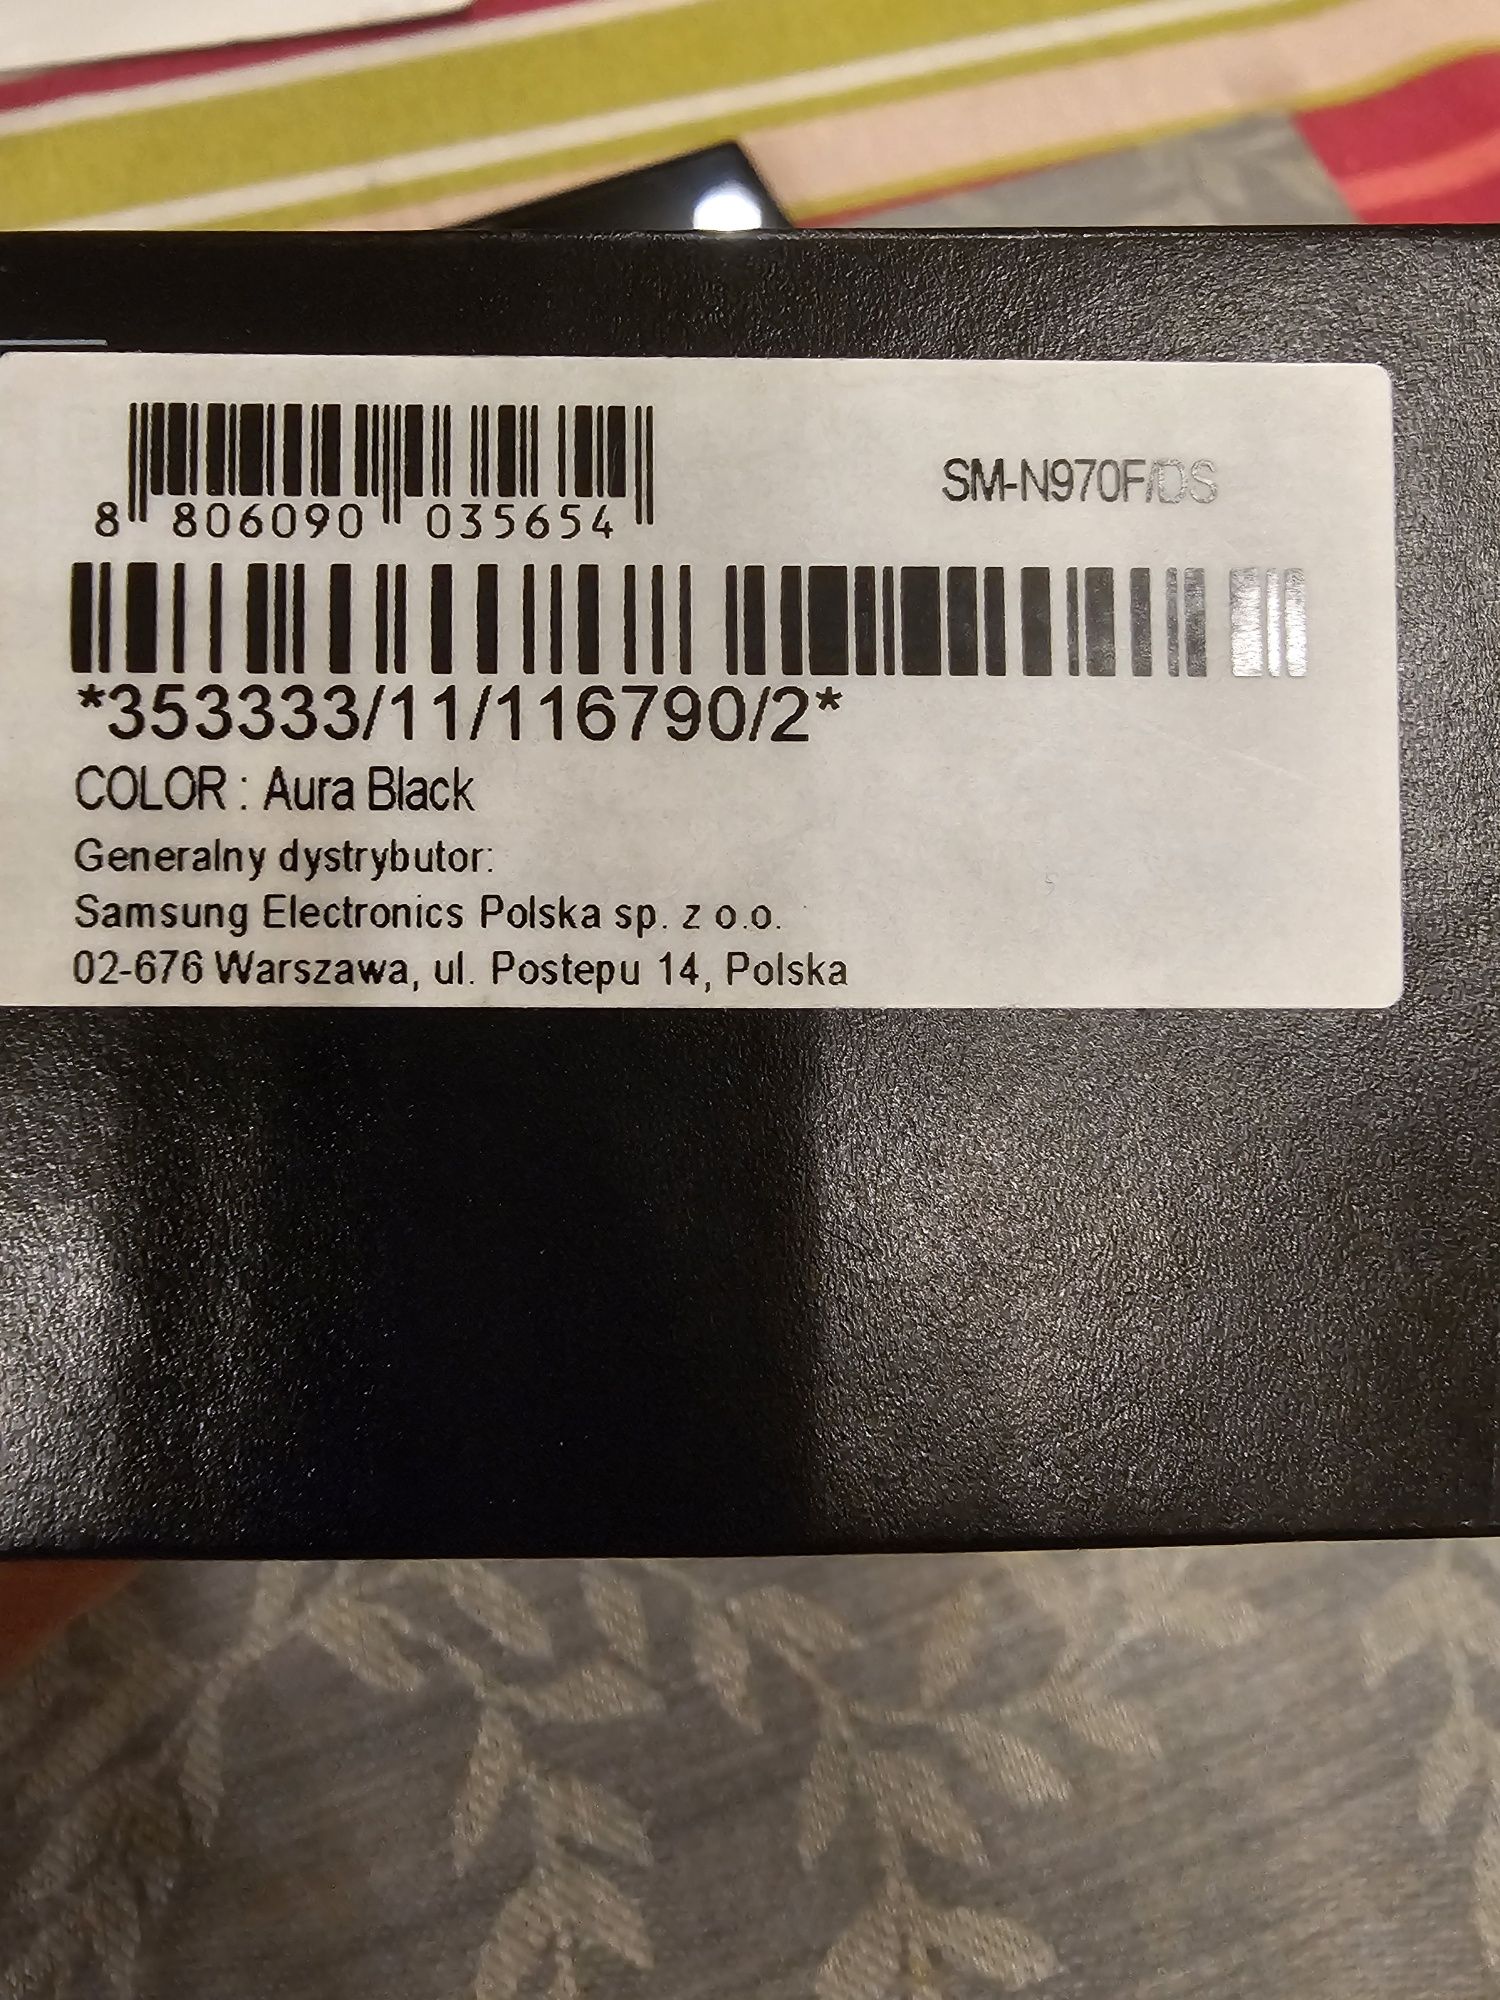 SM-N970F/DS
8 806090 035654
*353333/11/116790/2*
COLOR : Aura Black
Generalny dystrybutor:
Samsung Electronics Polska sp. z o.o.
02-676 Warszawa, ul. Postepu 14, Polska